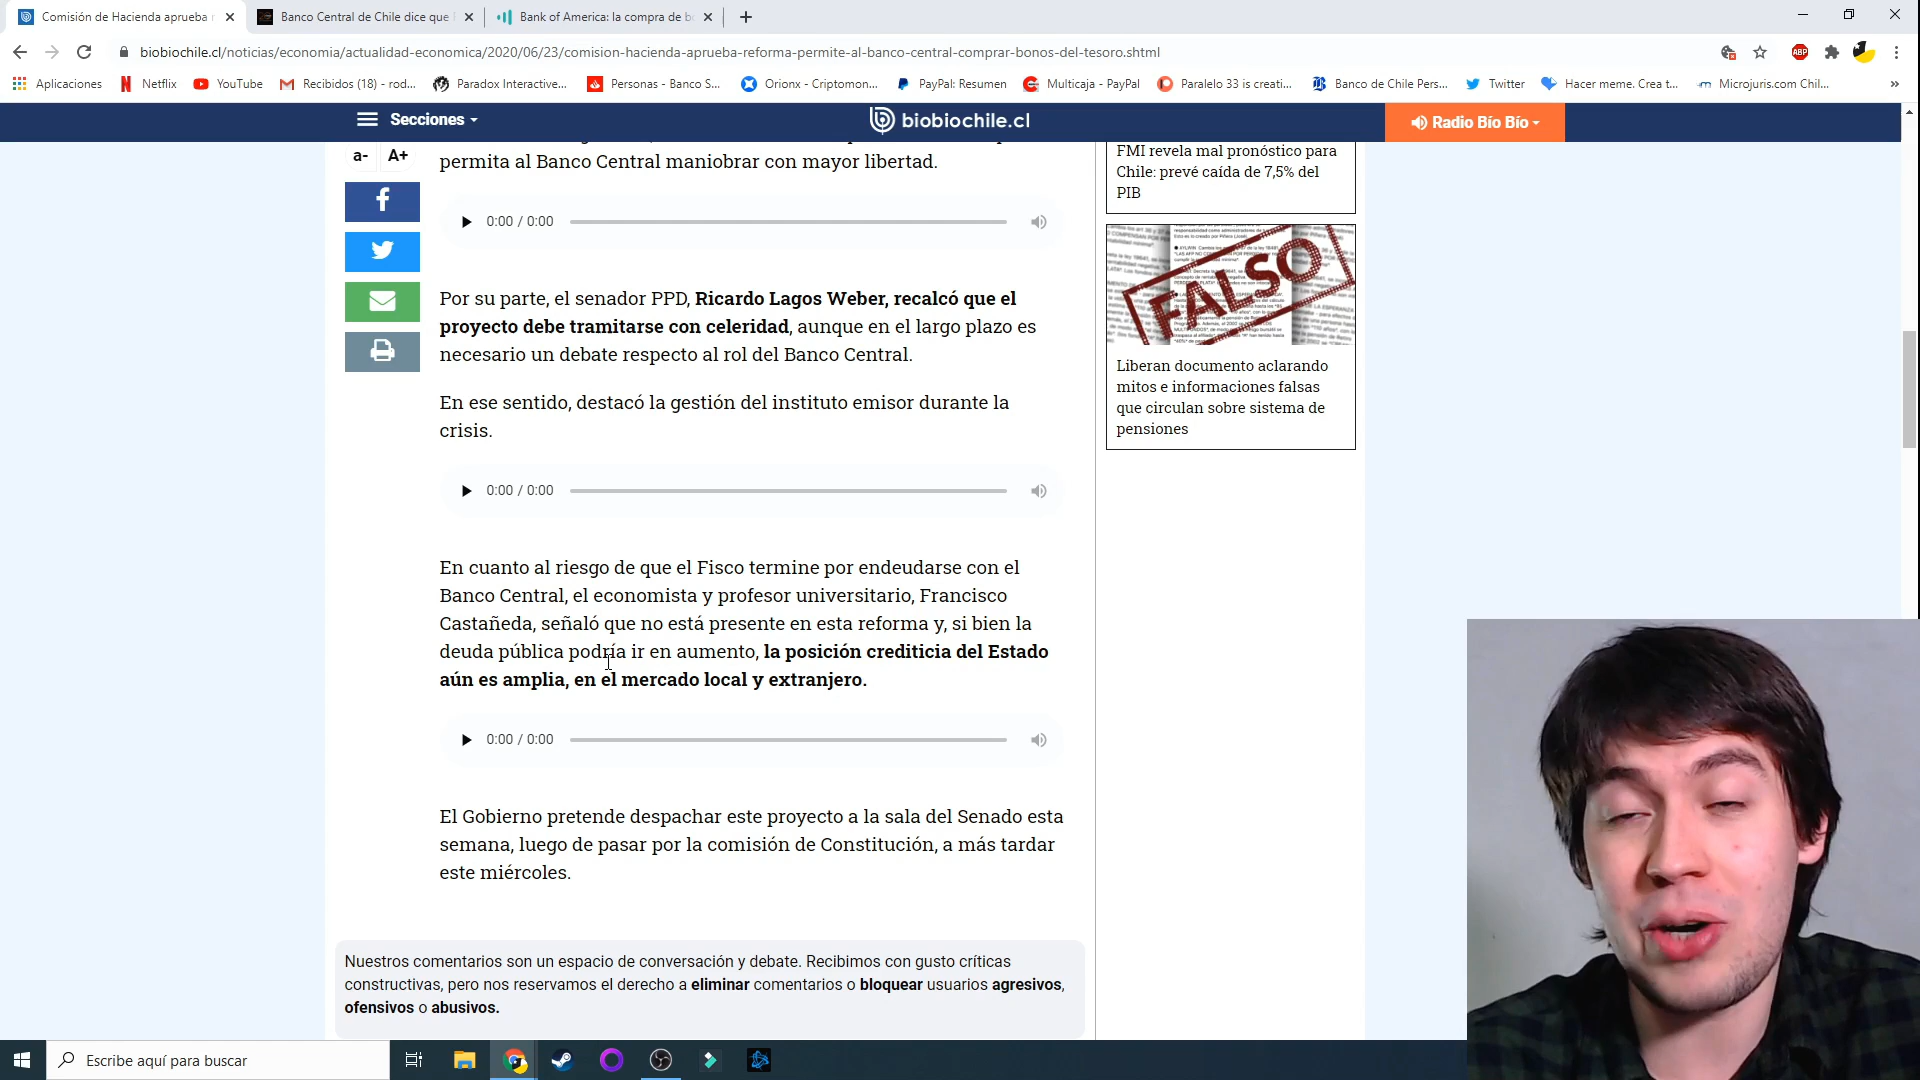 Comisión de Hacienda aprueba
Banco Central de Chile dice que
Bank of America: la compra de
biobiochile.cl/noticias/economia/actualidad-economica/2020/06/23/comision-hacienda-aprueba-reforma-permite-al-banco-central-comprar-bonos-del-tesoro.shtml
ABP
Aplicaciones
Netflix
YouTube
Recibidos (18) - rod...
Paradox Interactive...
Personas - Banco S...
Orionx - Criptomon...
PayPal: Resumen
Multicaja - PayPal
Paralelo 33 is creati...
Banco de Chile Pers...
Twitter
Hacer meme. Crea t...
Microjuris.com Chil...
»
Secciones
biobiochile.cl
Radio Bío Bío
a- A+
permita al Banco Central maniobrar con mayor libertad.
0:00 / 0:00
Por su parte, el senador PPD, Ricardo Lagos Weber, recalcó que el
proyecto debe tramitarse con celeridad, aunque en el largo plazo es
necesario un debate respecto al rol del Banco Central.
En ese sentido, destacó la gestión del instituto emisor durante la
crisis.
0:00 / 0:00
En cuanto al riesgo de que el Fisco termine por endeudarse con el
Banco Central, el economista y profesor universitario, Francisco
Castañeda, señaló que no está presente en esta reforma y, si bien la
deuda pública podría ir en aumento, la posición crediticia del Estado
aún es amplia, en el mercado local y extranjero.
0:00 / 0:00
El Gobierno pretende despachar este proyecto a la sala del Senado esta
semana, luego de pasar por la comisión de Constitución, a más tardar
este miércoles.
Nuestros comentarios son un espacio de conversación y debate. Recibimos con gusto críticas
constructivas, pero nos reservamos el derecho a eliminar comentarios o bloquear usuarios agresivos,
ofensivos o abusivos.
FMI revela mal pronóstico para
Chile: prevé caída de 7,5% del
PIB
FALSO
Liberan documento aclarando
mitos e informaciones falsas
que circulan sobre sistema de
pensiones
Escribe aquí para buscar